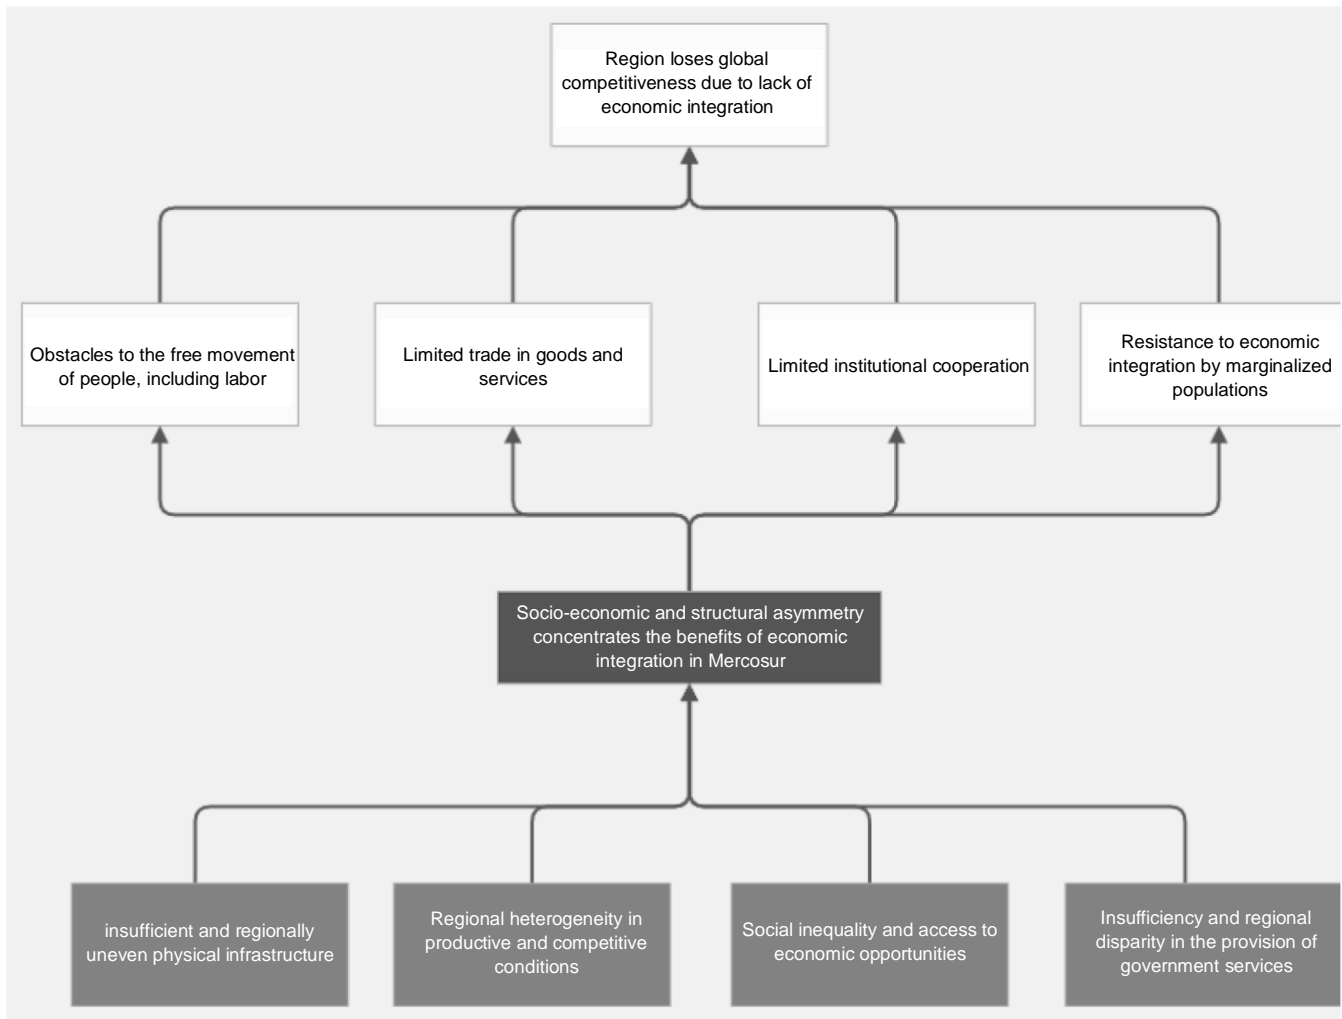 Region loses global
competitiveness due to lack of
economic integration
Obstacles to the free movement
of people, including labor
Limited trade in goods and
services
Limited institutional cooperation
Resistance to economic
integration by marginalized
populations
Socio-economic and structural asymmetry
concentrates the benefits of economic
integration in Mercosur
insufficient and regionally
uneven physical infrastructure
Regional heterogeneity in
productive and competitive
conditions
Social inequality and access to
economic opportunities
Insufficiency and regional
disparity in the provision of
government services